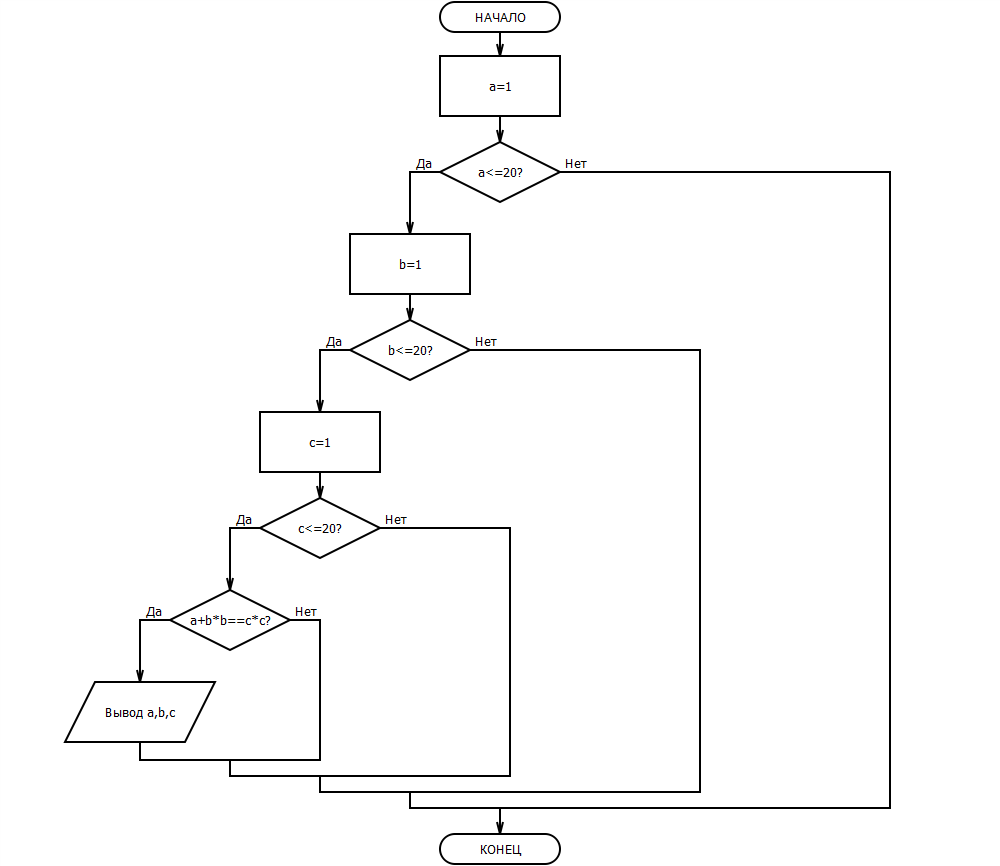 НАЧАЛО
a=1
Да
a<=20?
Нет
b=1
Да
b<=20?
Нет
c=1
Да
c<=20?
Нет
Да
a+b*b==c*c?
Нет
Вывод a,b,c
КОНЕЦ